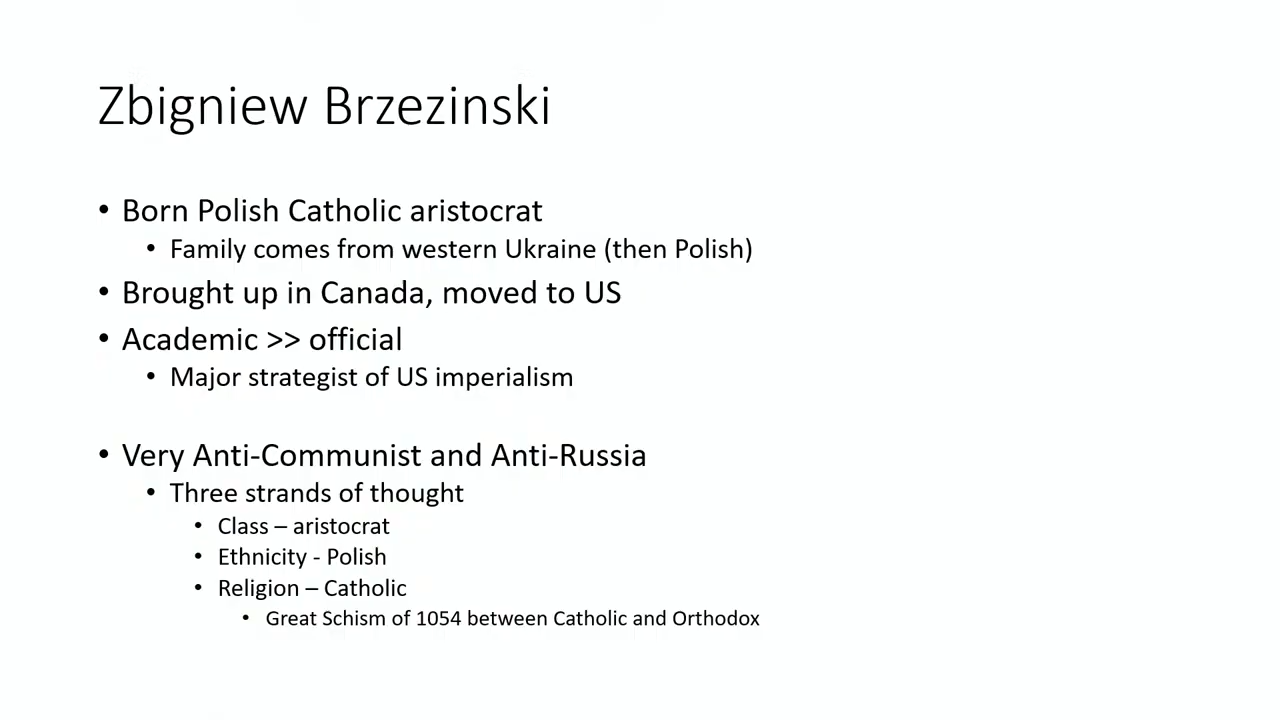 Zbigniew Brzezinski
• Born Polish Catholic aristocrat
• Family comes from western Ukraine (then Polish)
• Brought up in Canada, moved to US
• Academic >> official
• Major strategist of US imperialism
• Very Anti-Communist and Anti-Russia
• Three strands of thought
• Class – aristocrat
• Ethnicity - Polish
• Religion – Catholic
• Great Schism of 1054 between Catholic and Orthodox